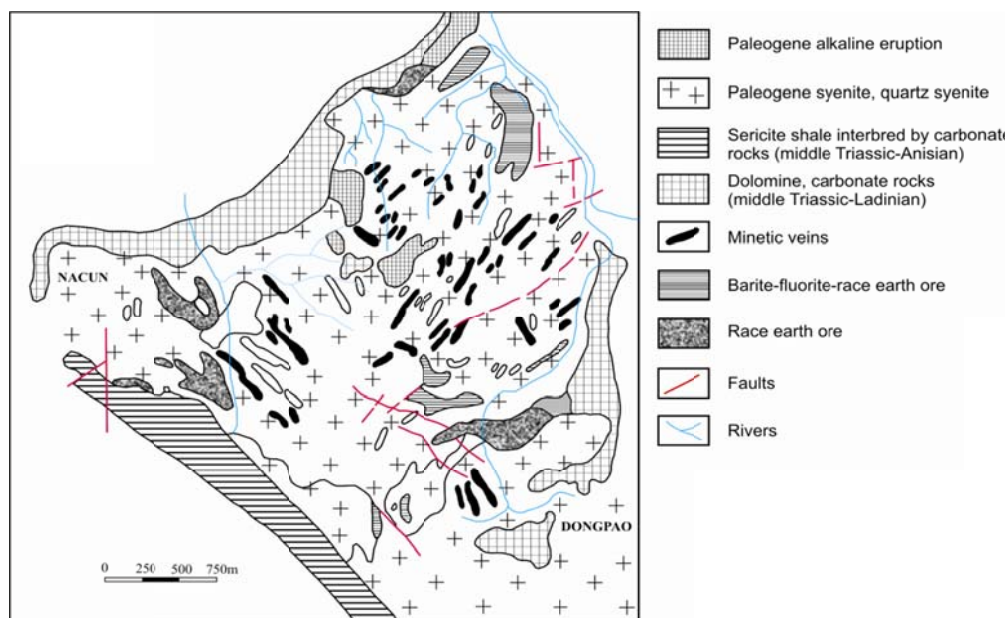 NACUN
DONGPAO
0 250 500 750m
Paleogene alkaline eruption
Paleogene syenite, quartz syenite
Sericite shale interbred by carbonate
rocks (middle Triassic-Anisian)
Dolomine, carbonate rocks
(middle Triassic-Ladinian)
Minetic veins
Barite-fluorite-race earth ore
Race earth ore
Faults
Rivers